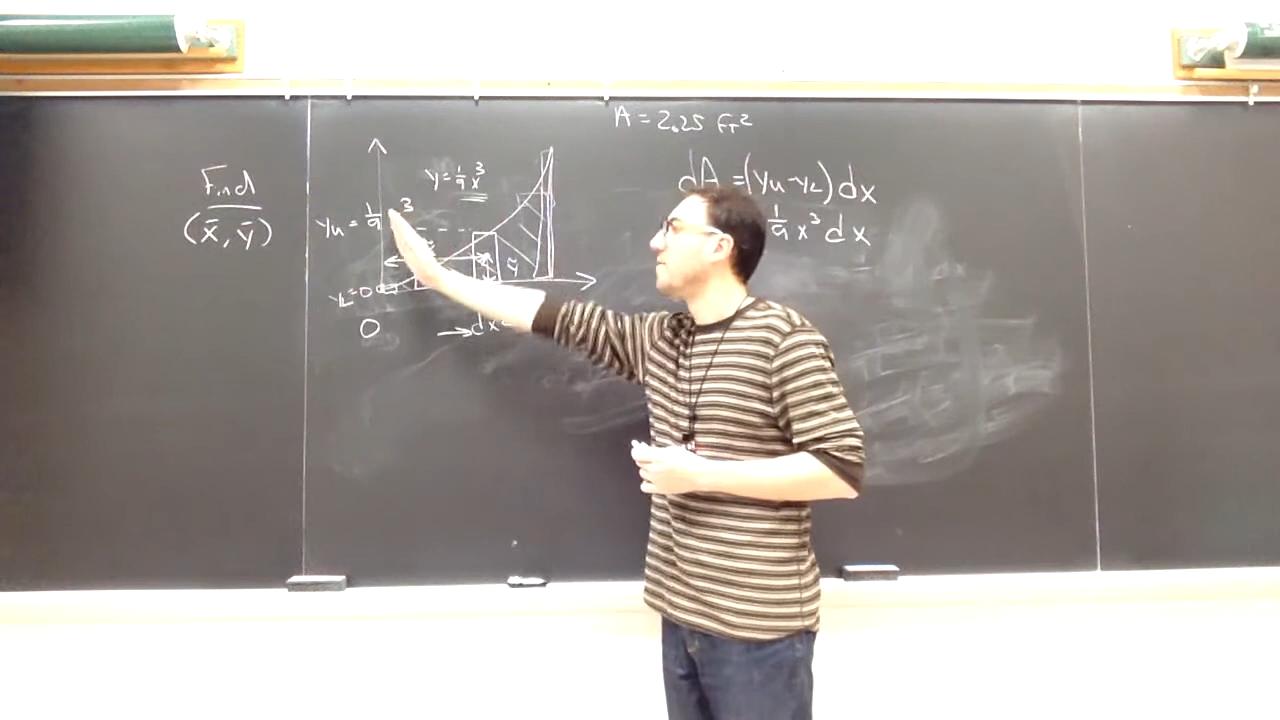 A = 2.25 FT²
Find
(x̄, ȳ)
y = 1/9 x³
dA = (yu - yL) dx
yu = 1/9 ³
1/9 x³ dx
ỹ
yL = 0
0
→ dx